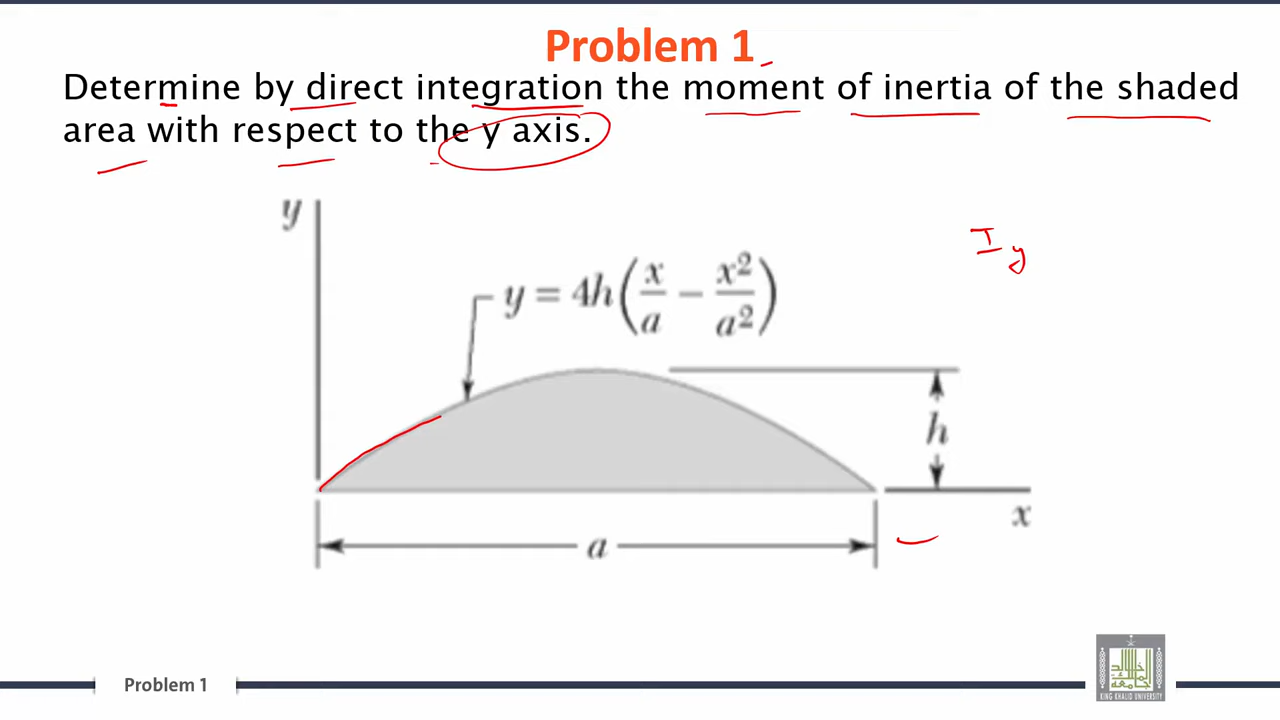 Problem 1
Determine by direct integration the moment of inertia of the shaded
area with respect to the y axis.
y
I y
y = 4h(x/a − x²/a²)
h
x
a
KING KHALID UNIVERSITY
Problem 1